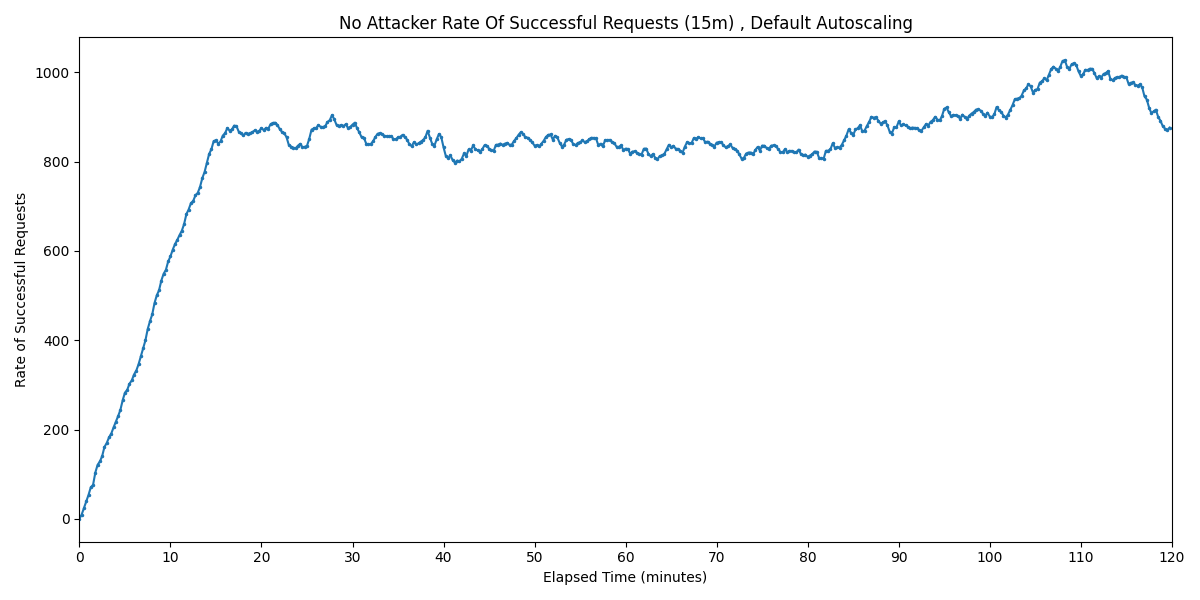 No Attacker Rate Of Successful Requests (15m) , Default Autoscaling
Rate of Successful Requests
1000
800
600
400
200
0
0 10 20 30 40 50 60 70 80 90 100 110 120
Elapsed Time (minutes)